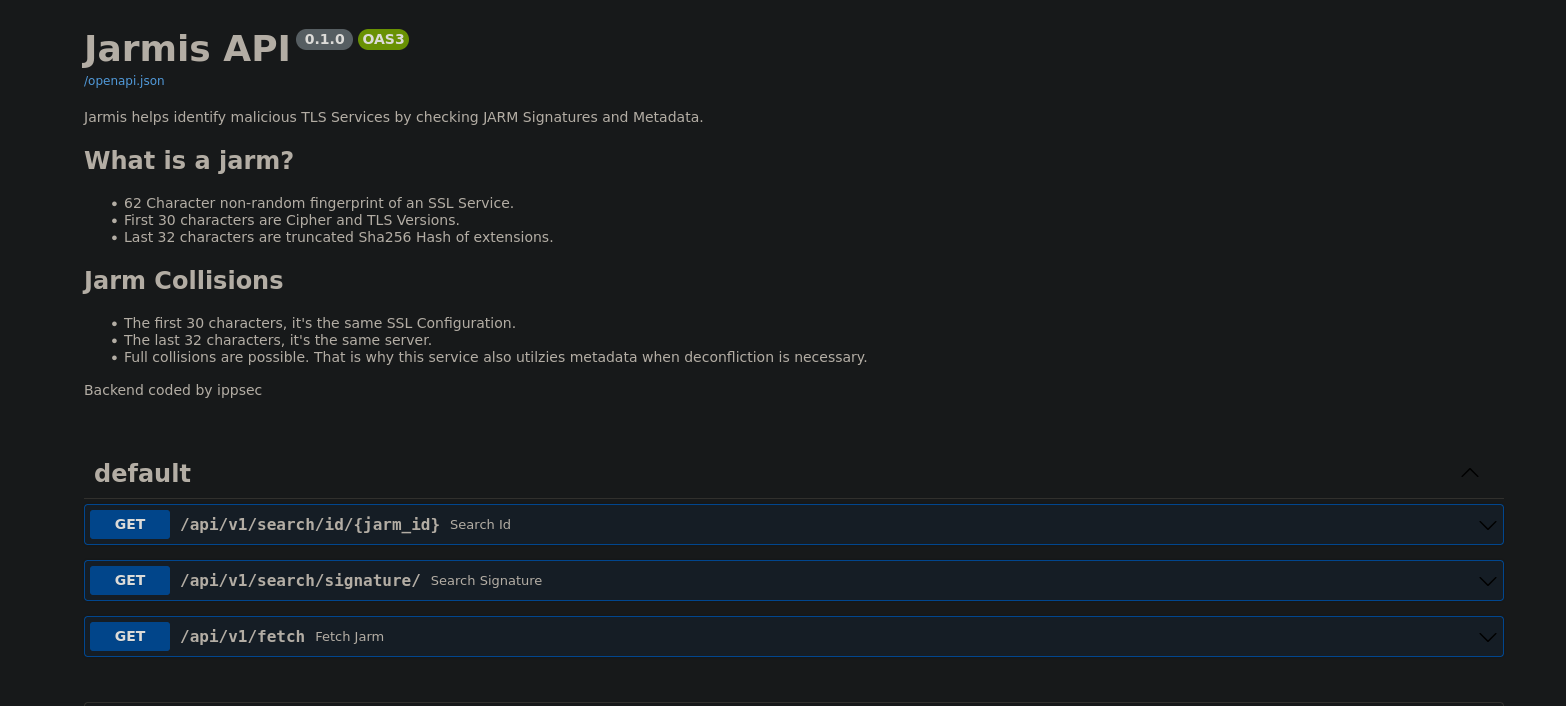 Jarmis API 0.1.0 OAS3
/openapi.json
Jarmis helps identify malicious TLS Services by checking JARM Signatures and Metadata.
What is a jarm?
• 62 Character non-random fingerprint of an SSL Service.
• First 30 characters are Cipher and TLS Versions.
• Last 32 characters are truncated Sha256 Hash of extensions.
Jarm Collisions
• The first 30 characters, it's the same SSL Configuration.
• The last 32 characters, it's the same server.
• Full collisions are possible. That is why this service also utilzies metadata when deconfliction is necessary.
Backend coded by ippsec
default
GET /api/v1/search/id/{jarm_id} Search Id
GET /api/v1/search/signature/ Search Signature
GET /api/v1/fetch Fetch Jarm